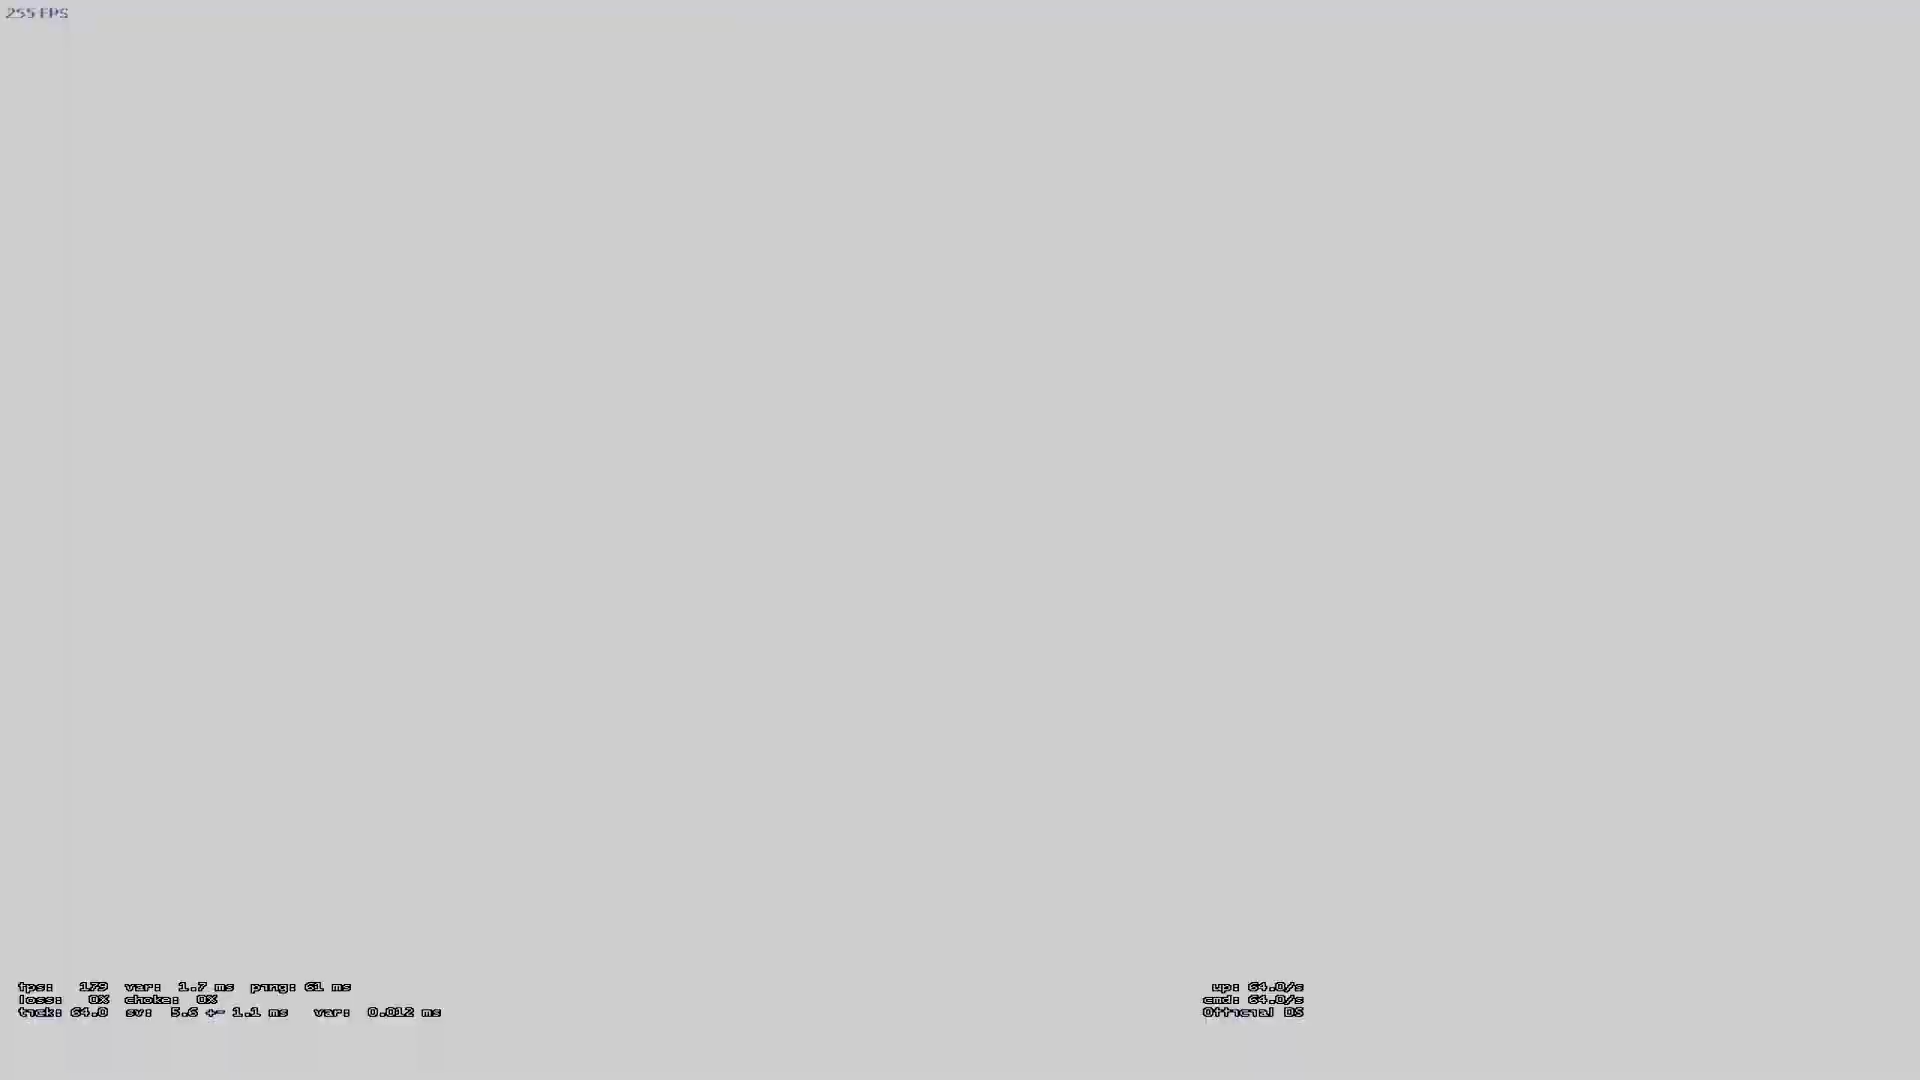 255 FPS
fps: 179 var: 1.7 ms ping: 61 ms
loss: 0% choke: 0%
tick: 64.0 sv: 5.6 +- 1.1 ms var: 0.012 ms
up: 64.0/s
cmd: 64.0/s
Official DS